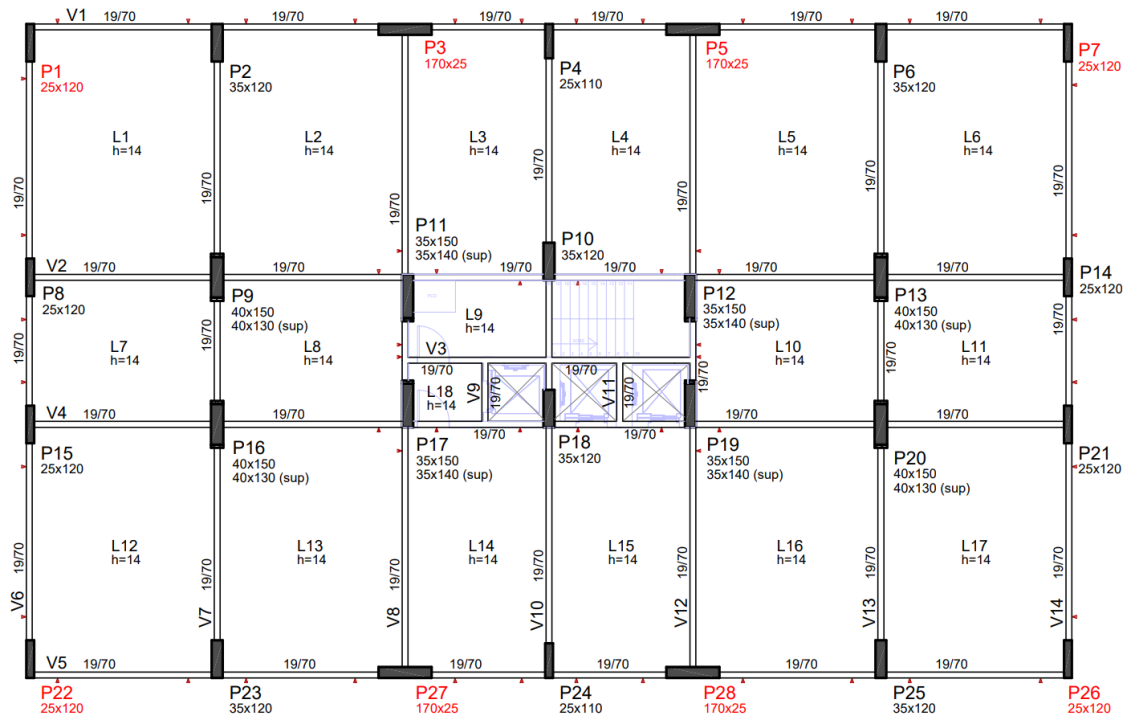 V1
19/70
19/70
19/70
19/70
19/70
19/70
P1
25x120
P2
35x120
P3
170x25
P4
25x110
P5
170x25
P6
35x120
P7
25x120
L1
h=14
L2
h=14
L3
h=14
L4
h=14
L5
h=14
L6
h=14
19/70
19/70
19/70
19/70
19/70
19/70
P11
35x150
35x140 (sup)
P10
35x120
V2
19/70
19/70
19/70
19/70
19/70
19/70
P8
25x120
P9
40x150
40x130 (sup)
P12
35x150
35x140 (sup)
P13
40x150
40x130 (sup)
P14
25x120
L9
h=14
L7
h=14
L8
h=14
L10
h=14
L11
h=14
19/70
19/70
19/70
19/70
V3
19/70
19/70
L18
h=14
V9
19/70
V11
19/70
V4
19/70
19/70
19/70
19/70
19/70
19/70
P15
25x120
P16
40x150
40x130 (sup)
P17
35x150
35x140 (sup)
P18
35x120
P19
35x150
35x140 (sup)
P20
40x150
40x130 (sup)
P21
25x120
L12
h=14
L13
h=14
L14
h=14
L15
h=14
L16
h=14
L17
h=14
19/70
19/70
19/70
19/70
19/70
19/70
19/70
V6
V7
V8
V10
V12
V13
V14
V5
19/70
19/70
19/70
19/70
19/70
19/70
P22
25x120
P23
35x120
P27
170x25
P24
25x110
P28
170x25
P25
35x120
P26
25x120